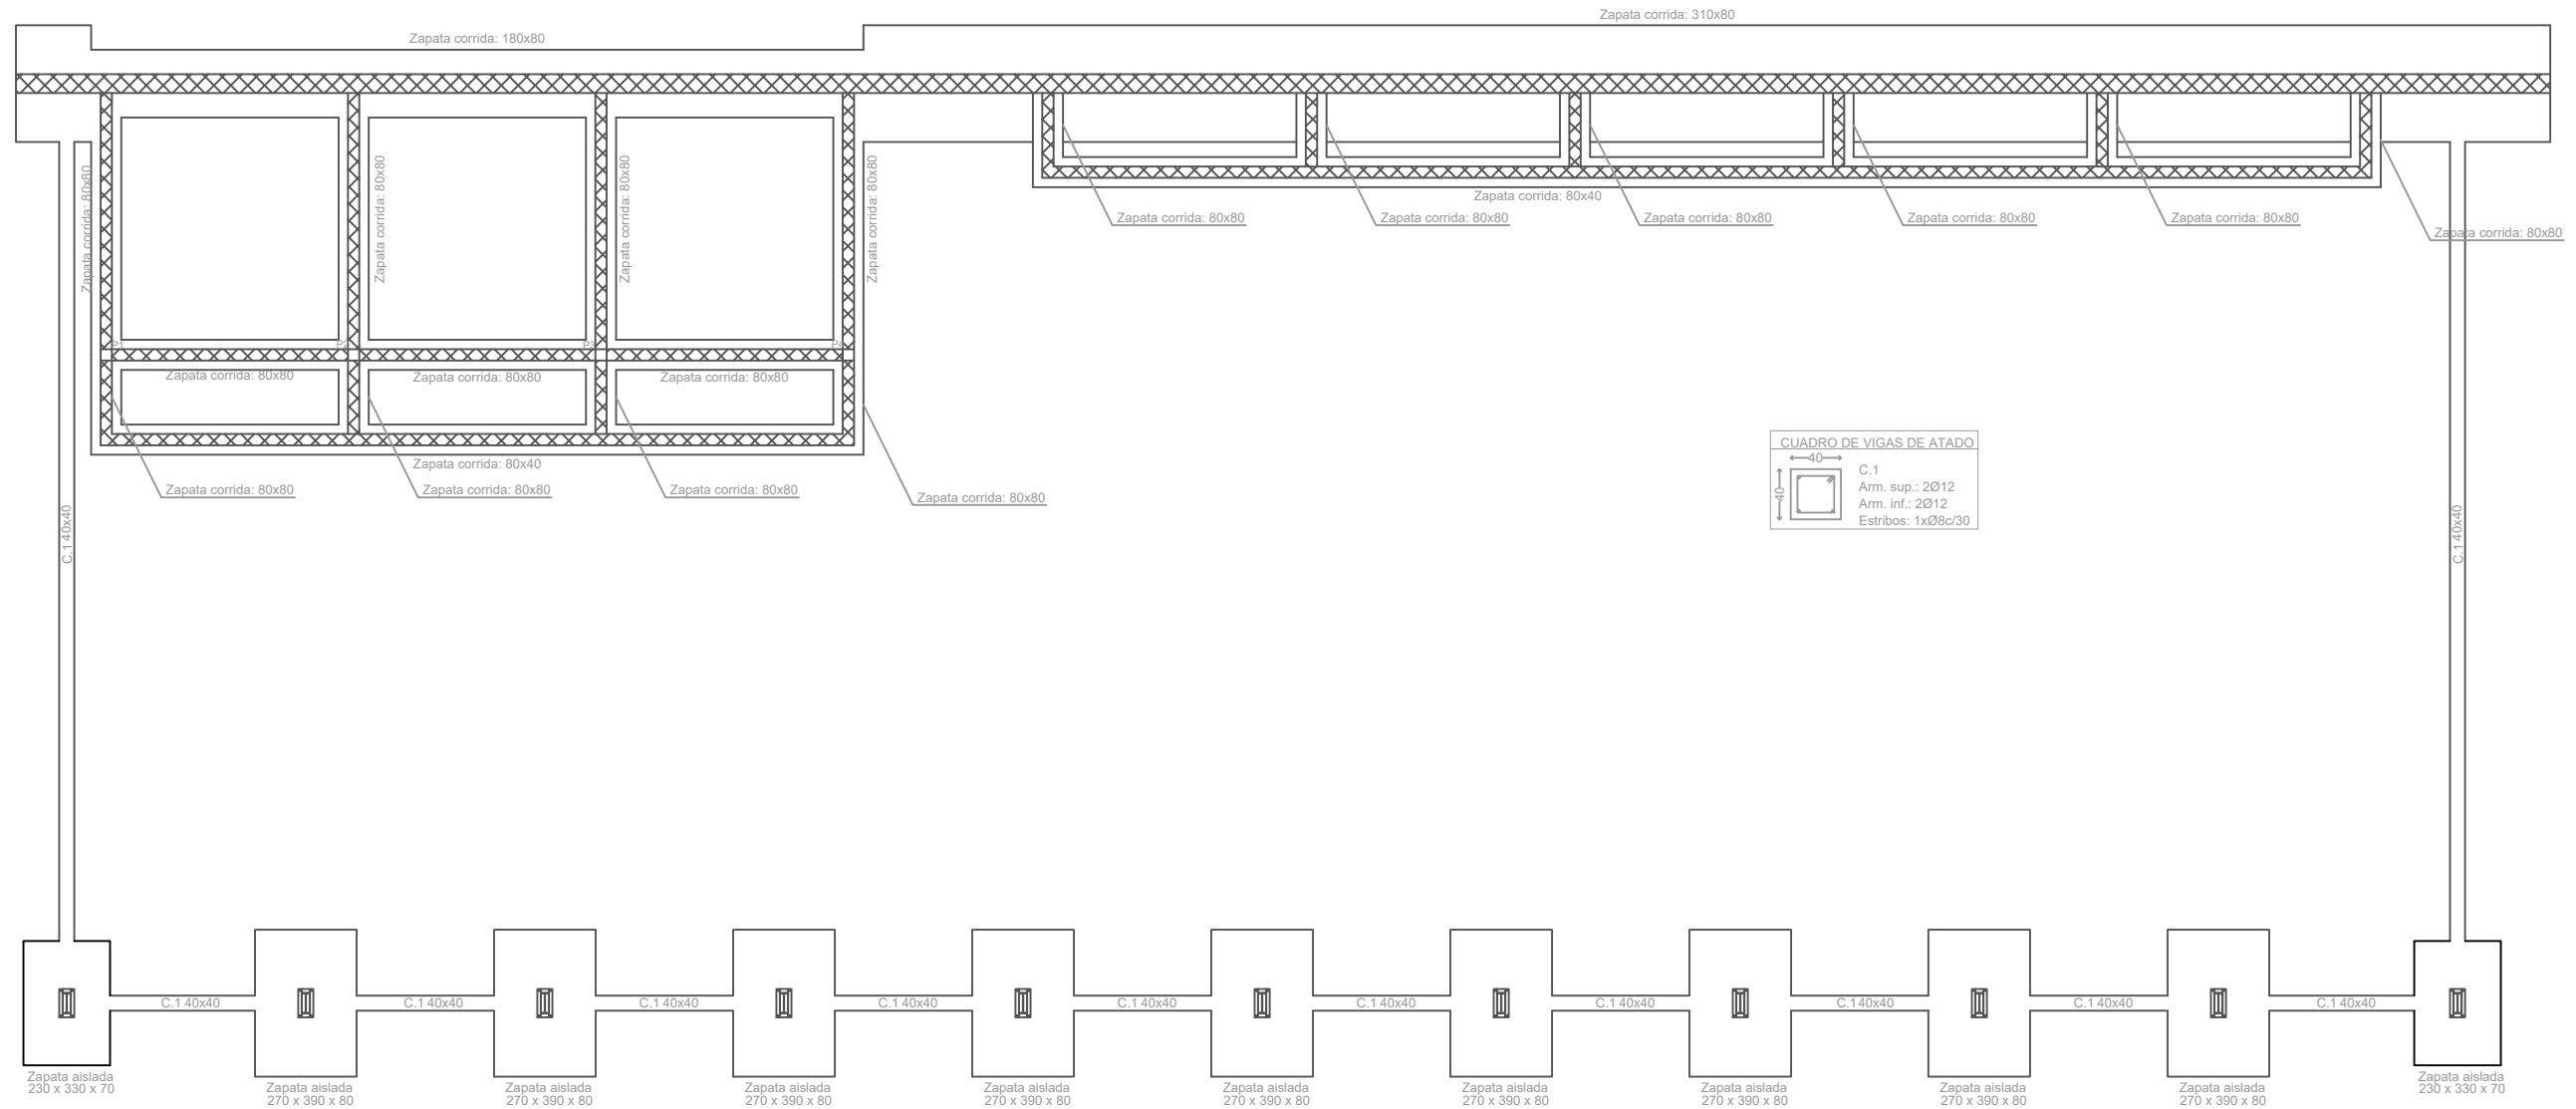 Zapata corrida: 310x80
Zapata corrida: 180x80
Zapata corrida: 80x80
Zapata corrida: 80x80
Zapata corrida: 80x80
Zapata corrida: 80x80
Zapata corrida: 80x40
Zapata corrida: 80x80
Zapata corrida: 80x80
Zapata corrida: 80x80
Zapata corrida: 80x80
Zapata corrida: 80x80
Zapata corrida: 80x80
P1
P2
P3
P4
Zapata corrida: 80x80
Zapata corrida: 80x80
Zapata corrida: 80x80
Zapata corrida: 80x40
Zapata corrida: 80x80
Zapata corrida: 80x80
Zapata corrida: 80x80
Zapata corrida: 80x80
CUADRO DE VIGAS DE ATADO
40
40
C.1
Arm. sup.: 2Ø12
Arm. inf.: 2Ø12
Estribos: 1xØ8c/30
C.1 40x40
C.1 40x40
C.1 40x40
C.1 40x40
C.1 40x40
C.1 40x40
C.1 40x40
C.1 40x40
C.1 40x40
C.1 40x40
C.1 40x40
C.1 40x40
Zapata aislada
230 x 330 x 70
Zapata aislada
270 x 390 x 80
Zapata aislada
270 x 390 x 80
Zapata aislada
270 x 390 x 80
Zapata aislada
270 x 390 x 80
Zapata aislada
270 x 390 x 80
Zapata aislada
270 x 390 x 80
Zapata aislada
270 x 390 x 80
Zapata aislada
270 x 390 x 80
Zapata aislada
270 x 390 x 80
Zapata aislada
230 x 330 x 70